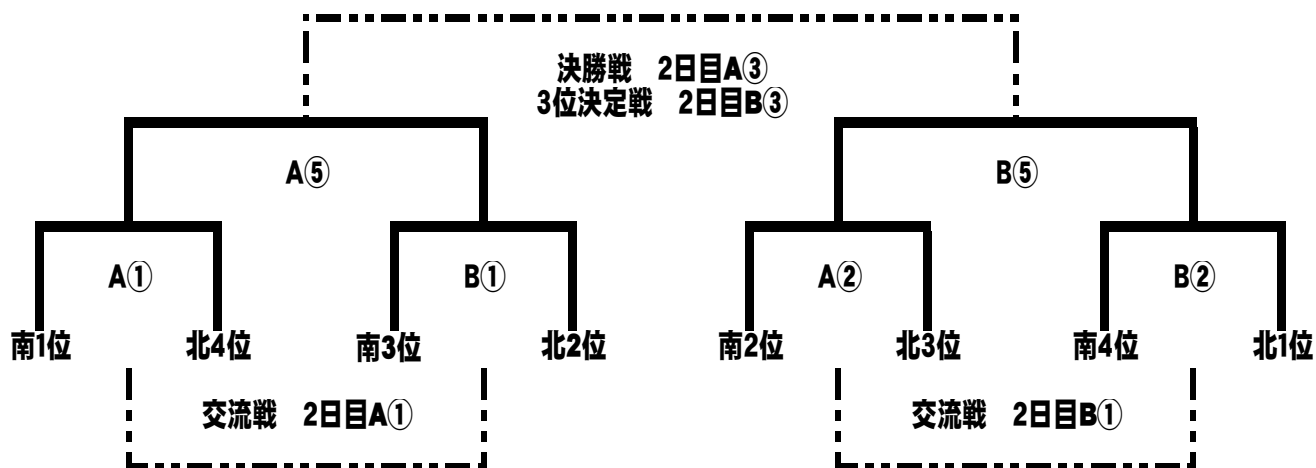 決勝戦　2日目A③
3位決定戦　2日目B③
A⑤
B⑤
A①
B①
A②
B②
南1位
北4位
南3位
北2位
南2位
北3位
南4位
北1位
交流戦　2日目A①
交流戦　2日目B①